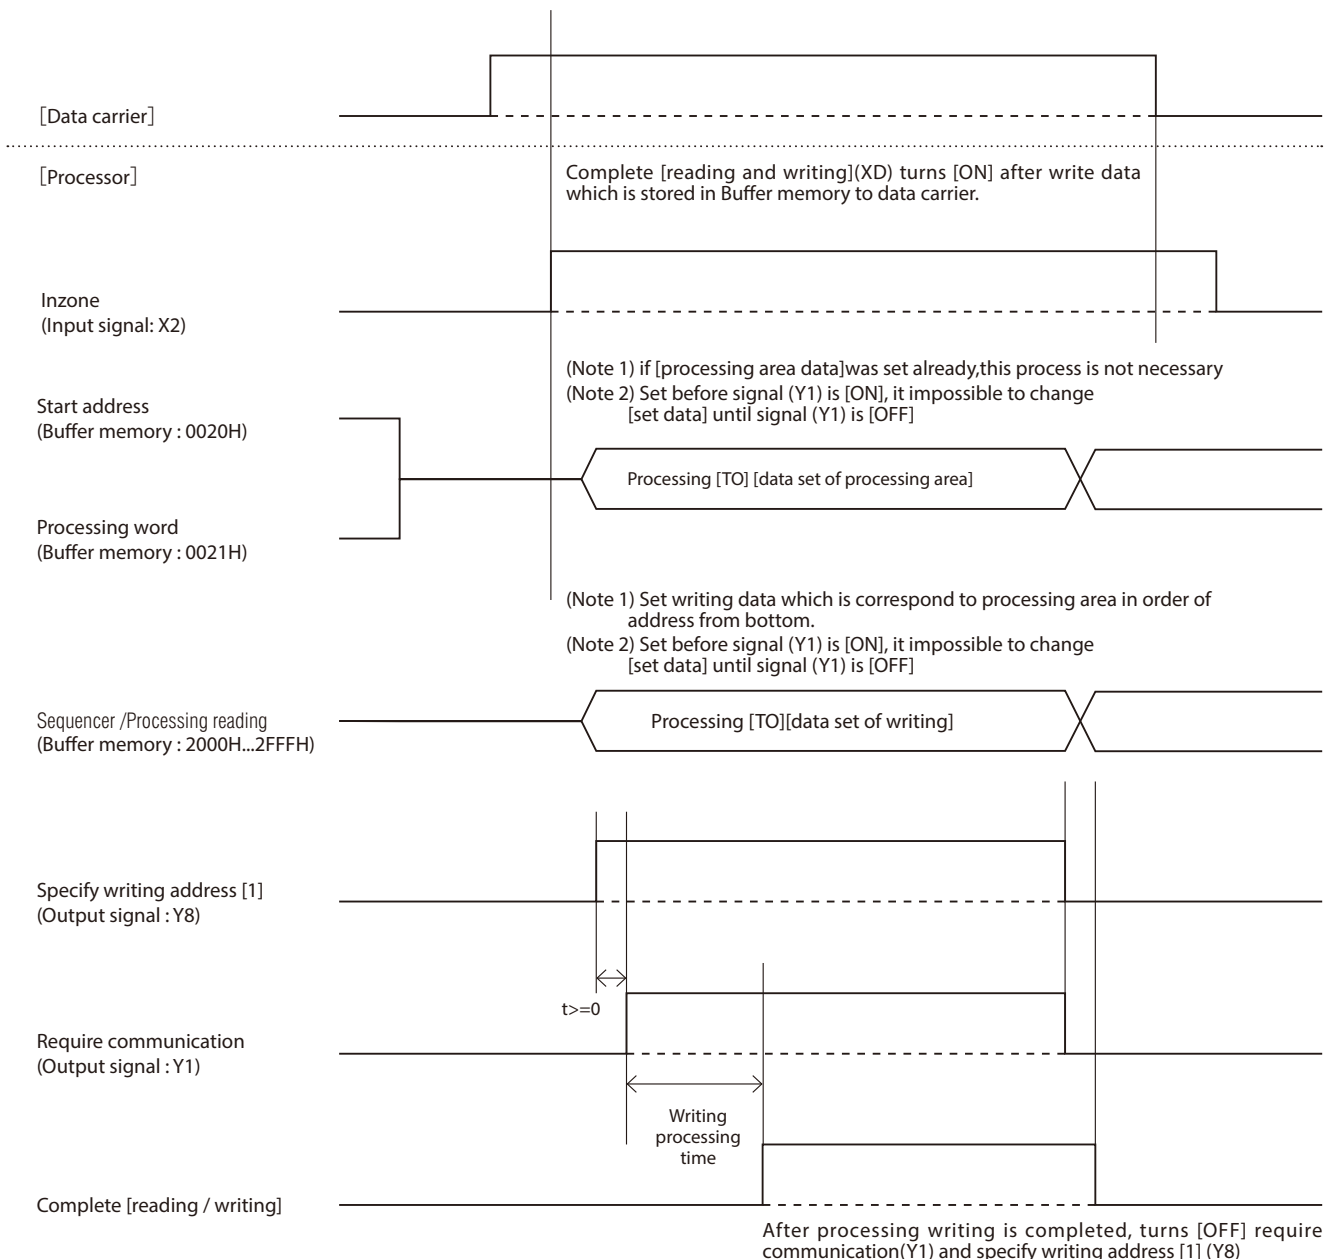 [Data carrier]
[Processor]
Complete [reading and writing](XD) turns [ON] after write data
which is stored in Buffer memory to data carrier.
Inzone
(Input signal: X2)
(Note 1) if [processing area data]was set already,this process is not necessary
(Note 2) Set before signal (Y1) is [ON], it impossible to change
[set data] until signal (Y1) is [OFF]
Start address
(Buffer memory : 0020H)
Processing [TO] [data set of processing area]
Processing word
(Buffer memory : 0021H)
(Note 1) Set writing data which is correspond to processing area in order of
address from bottom.
(Note 2) Set before signal (Y1) is [ON], it impossible to change
[set data] until signal (Y1) is [OFF]
Sequencer /Processing reading
(Buffer memory : 2000H...2FFFH)
Processing [TO][data set of writing]
Specify writing address [1]
(Output signal : Y8)
t>=0
Require communication
(Output signal : Y1)
Writing
processing
time
Complete [reading / writing]
After processing writing is completed, turns [OFF] require
communication(Y1) and specify writing address [1] (Y8)